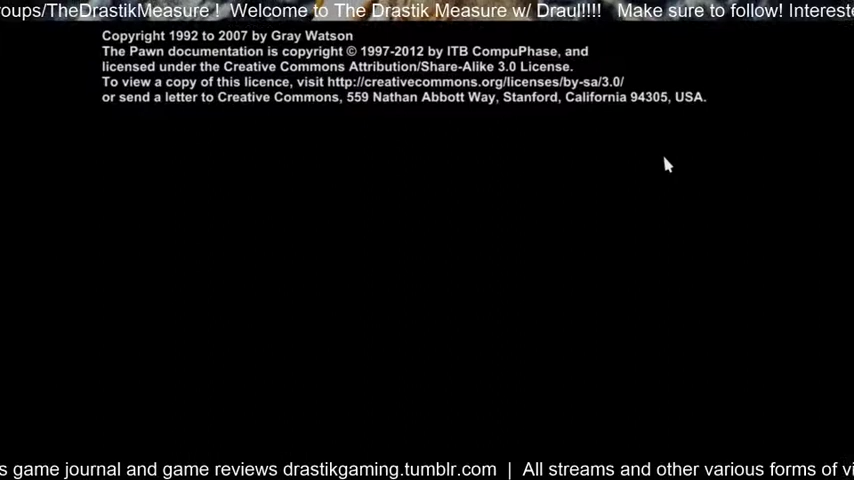 roups/TheDrastikMeasure ! Welcome to The Drastik Measure w/ Draul!!!! Make sure to follow! Intereste
Copyright 1992 to 2007 by Gray Watson
The Pawn documentation is copyright © 1997-2012 by ITB CompuPhase, and
licensed under the Creative Commons Attribution/Share-Alike 3.0 License.
To view a copy of this licence, visit http://creativecommons.org/licenses/by-sa/3.0/
or send a letter to Creative Commons, 559 Nathan Abbott Way, Stanford, California 94305, USA.
s game journal and game reviews drastikgaming.tumblr.com | All streams and other various forms of vi